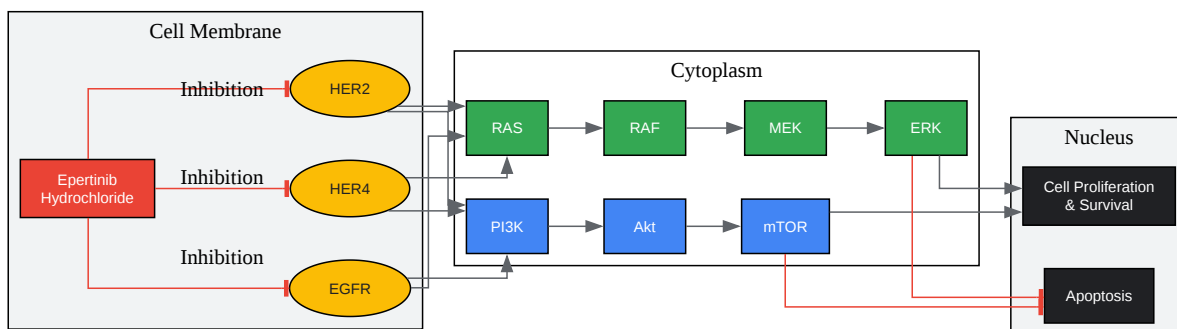 Cell Membrane
Inhibition
HER2
Epertinib
Hydrochloride
Inhibition
HER4
Inhibition
EGFR
Cytoplasm
RAS
RAF
MEK
ERK
PI3K
Akt
mTOR
Nucleus
Cell Proliferation
& Survival
Apoptosis